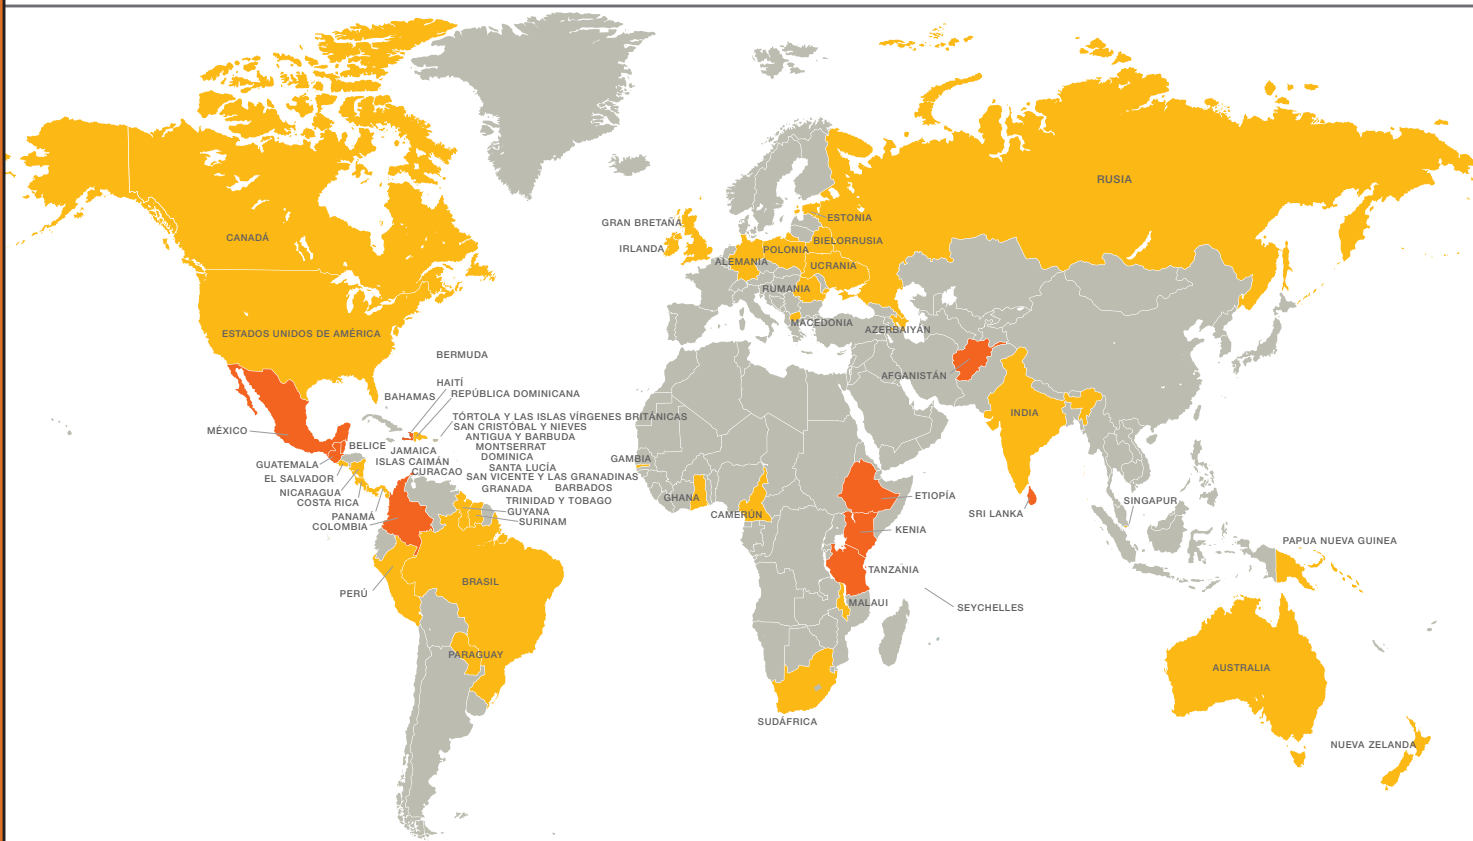 RUSIA
GRAN BRETAÑA
ESTONIA
CANADÁ
IRLANDA
POLONIA
BIELORRUSIA
ALEMANIA
UCRANIA
RUMANIA
MACEDONIA
AZERBAIYÁN
ESTADOS UNIDOS DE AMÉRICA
BERMUDA
AFGANISTÁN
HAITÍ
BAHAMAS
REPÚBLICA DOMINICANA
INDIA
TÓRTOLA Y LAS ISLAS VÍRGENES BRITÁNICAS
SAN CRISTÓBAL Y NIEVES
MÉXICO
ANTIGUA Y BARBUDA
BELICE
JAMAICA
MONTSERRAT
DOMINICA
ISLAS CAIMÁN
GUATEMALA
CURACAO
SANTA LUCÍA
GAMBIA
EL SALVADOR
SAN VICENTE Y LAS GRANADINAS
NICARAGUA
GRANADA
BARBADOS
COSTA RICA
TRINIDAD Y TOBAGO
GHANA
ETIOPÍA
PANAMÁ
GUYANA
CAMERÚN
SRI LANKA
SINGAPUR
COLOMBIA
SURINAM
KENIA
PAPUA NUEVA GUINEA
TANZANIA
BRASIL
PERÚ
MALAUI
SEYCHELLES
PARAGUAY
AUSTRALIA
SUDÁFRICA
NUEVA ZELANDA